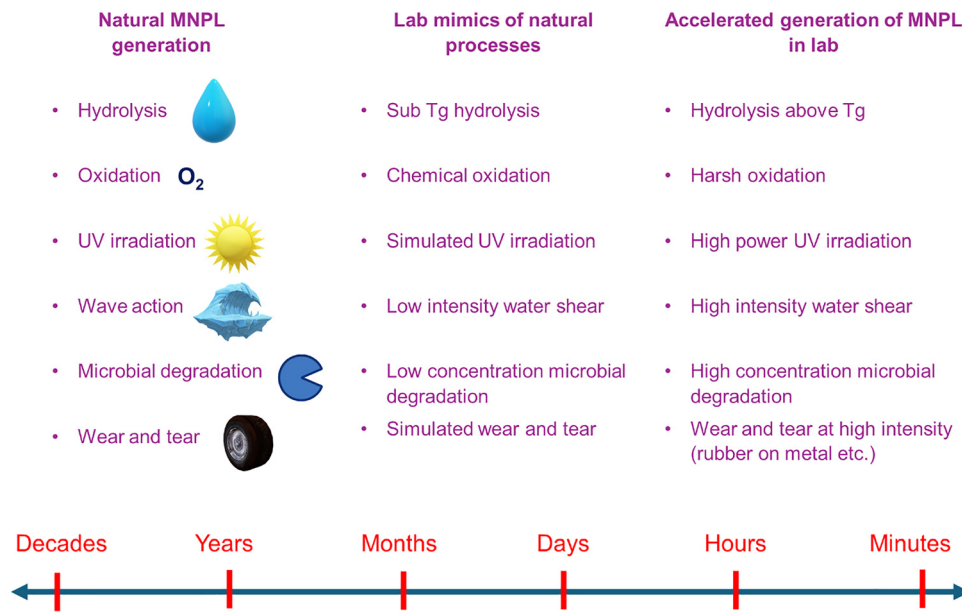 Natural MNPL
generation
Lab mimics of natural
processes
Accelerated generation of MNPL
in lab
• Hydrolysis
• Sub Tg hydrolysis
• Hydrolysis above Tg
• Oxidation O₂
• Chemical oxidation
• Harsh oxidation
• UV irradiation
• Simulated UV irradiation
• High power UV irradiation
• Wave action
• Low intensity water shear
• High intensity water shear
• Microbial degradation
• Low concentration microbial
degradation
• High concentration microbial
degradation
• Wear and tear
• Simulated wear and tear
• Wear and tear at high intensity
(rubber on metal etc.)
Decades Years Months Days Hours Minutes